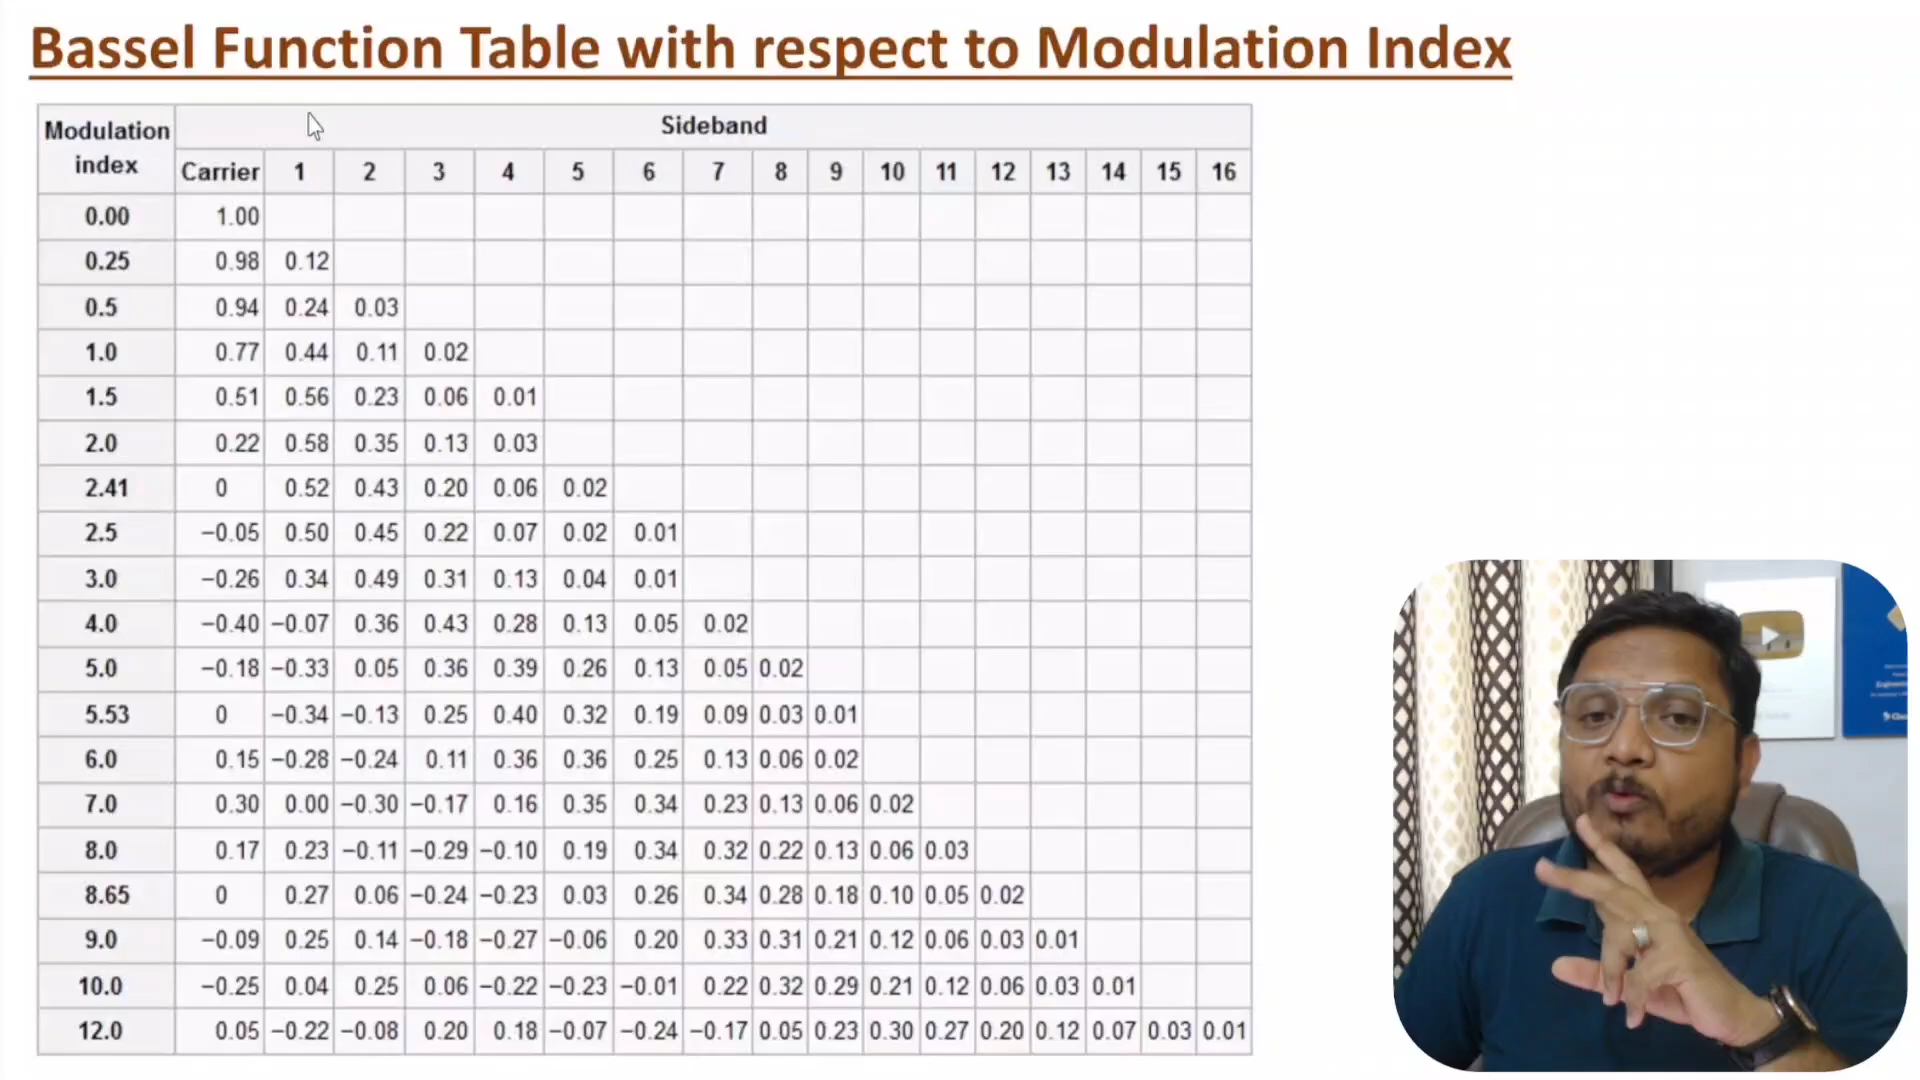 Bassel Function Table with respect to Modulation Index
Modulation index Sideband
Carrier 1 2 3 4 5 6 7 8 9 10 11 12 13 14 15 16
0.00 1.00
0.25 0.98 0.12
0.5 0.94 0.24 0.03
1.0 0.77 0.44 0.11 0.02
1.5 0.51 0.56 0.23 0.06 0.01
2.0 0.22 0.58 0.35 0.13 0.03
2.41 0 0.52 0.43 0.20 0.06 0.02
2.5 −0.05 0.50 0.45 0.22 0.07 0.02 0.01
3.0 −0.26 0.34 0.49 0.31 0.13 0.04 0.01
4.0 −0.40 −0.07 0.36 0.43 0.28 0.13 0.05 0.02
5.0 −0.18 −0.33 0.05 0.36 0.39 0.26 0.13 0.05 0.02
5.53 0 −0.34 −0.13 0.25 0.40 0.32 0.19 0.09 0.03 0.01
6.0 0.15 −0.28 −0.24 0.11 0.36 0.36 0.25 0.13 0.06 0.02
7.0 0.30 0.00 −0.30 −0.17 0.16 0.35 0.34 0.23 0.13 0.06 0.02
8.0 0.17 0.23 −0.11 −0.29 −0.10 0.19 0.34 0.32 0.22 0.13 0.06 0.03
8.65 0 0.27 0.06 −0.24 −0.23 0.03 0.26 0.34 0.28 0.18 0.10 0.05 0.02
9.0 −0.09 0.25 0.14 −0.18 −0.27 −0.06 0.20 0.33 0.31 0.21 0.12 0.06 0.03 0.01
10.0 −0.25 0.04 0.25 0.06 −0.22 −0.23 −0.01 0.22 0.32 0.29 0.21 0.12 0.06 0.03 0.01
12.0 0.05 −0.22 −0.08 0.20 0.18 −0.07 −0.24 −0.17 0.05 0.23 0.30 0.27 0.20 0.12 0.07 0.03 0.01